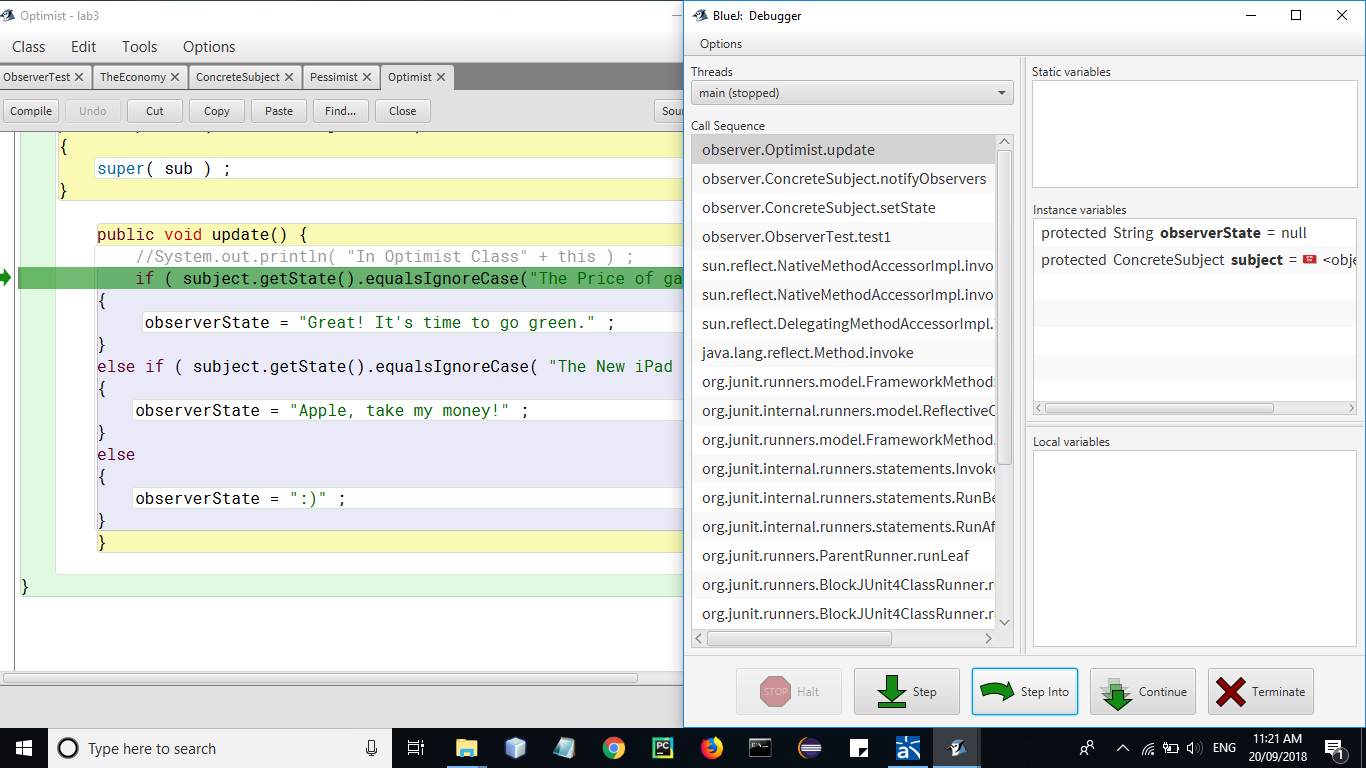 Optimist - lab3
Class Edit Tools Options
ObserverTest TheEconomy ConcreteSubject Pessimist Optimist
Compile Undo Cut Copy Paste Find... Close
{
super( sub ) ;
}
public void update() {
//System.out.println( "In Optimist Class" + this ) ;
if ( subject.getState().equalsIgnoreCase("The Price of ga
{
observerState = "Great! It's time to go green." ;
}
else if ( subject.getState().equalsIgnoreCase( "The New iPad
{
observerState = "Apple, take my money!" ;
}
else
{
observerState = ":)" ;
}
}
}
BlueJ: Debugger
Options
Threads
main (stopped)
Call Sequence
observer.Optimist.update
observer.ConcreteSubject.notifyObservers
observer.ConcreteSubject.setState
observer.ObserverTest.test1
sun.reflect.NativeMethodAccessorImpl.invo
sun.reflect.NativeMethodAccessorImpl.invo
sun.reflect.DelegatingMethodAccessorImpl.
java.lang.reflect.Method.invoke
org.junit.runners.model.FrameworkMethod
org.junit.internal.runners.model.ReflectiveC
org.junit.runners.model.FrameworkMethod.
org.junit.internal.runners.statements.Invoke
org.junit.internal.runners.statements.RunBe
org.junit.internal.runners.statements.RunAf
org.junit.runners.ParentRunner.runLeaf
org.junit.runners.BlockJUnit4ClassRunner.r
org.junit.runners.BlockJUnit4ClassRunner.r
Static variables
Instance variables
protected String observerState = null
protected ConcreteSubject subject = <obje
Local variables
STOP Halt Step Step Into Continue Terminate
Type here to search
PC
ENG
11:21 AM
20/09/2018
1